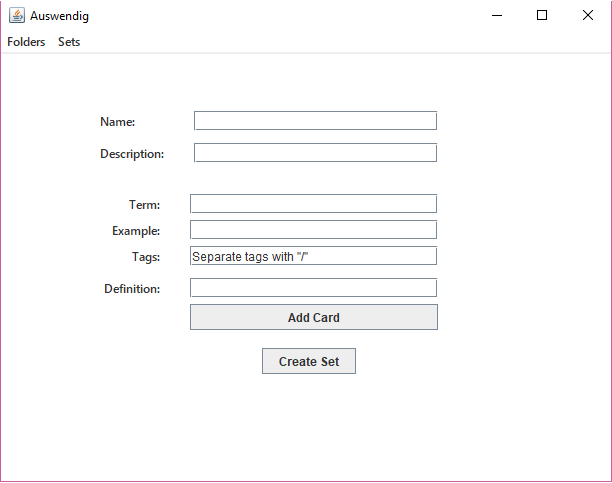 Auswendig
Folders Sets
Name:
Description:
Term:
Example:
Tags: Separate tags with "/"
Definition:
Add Card
Create Set